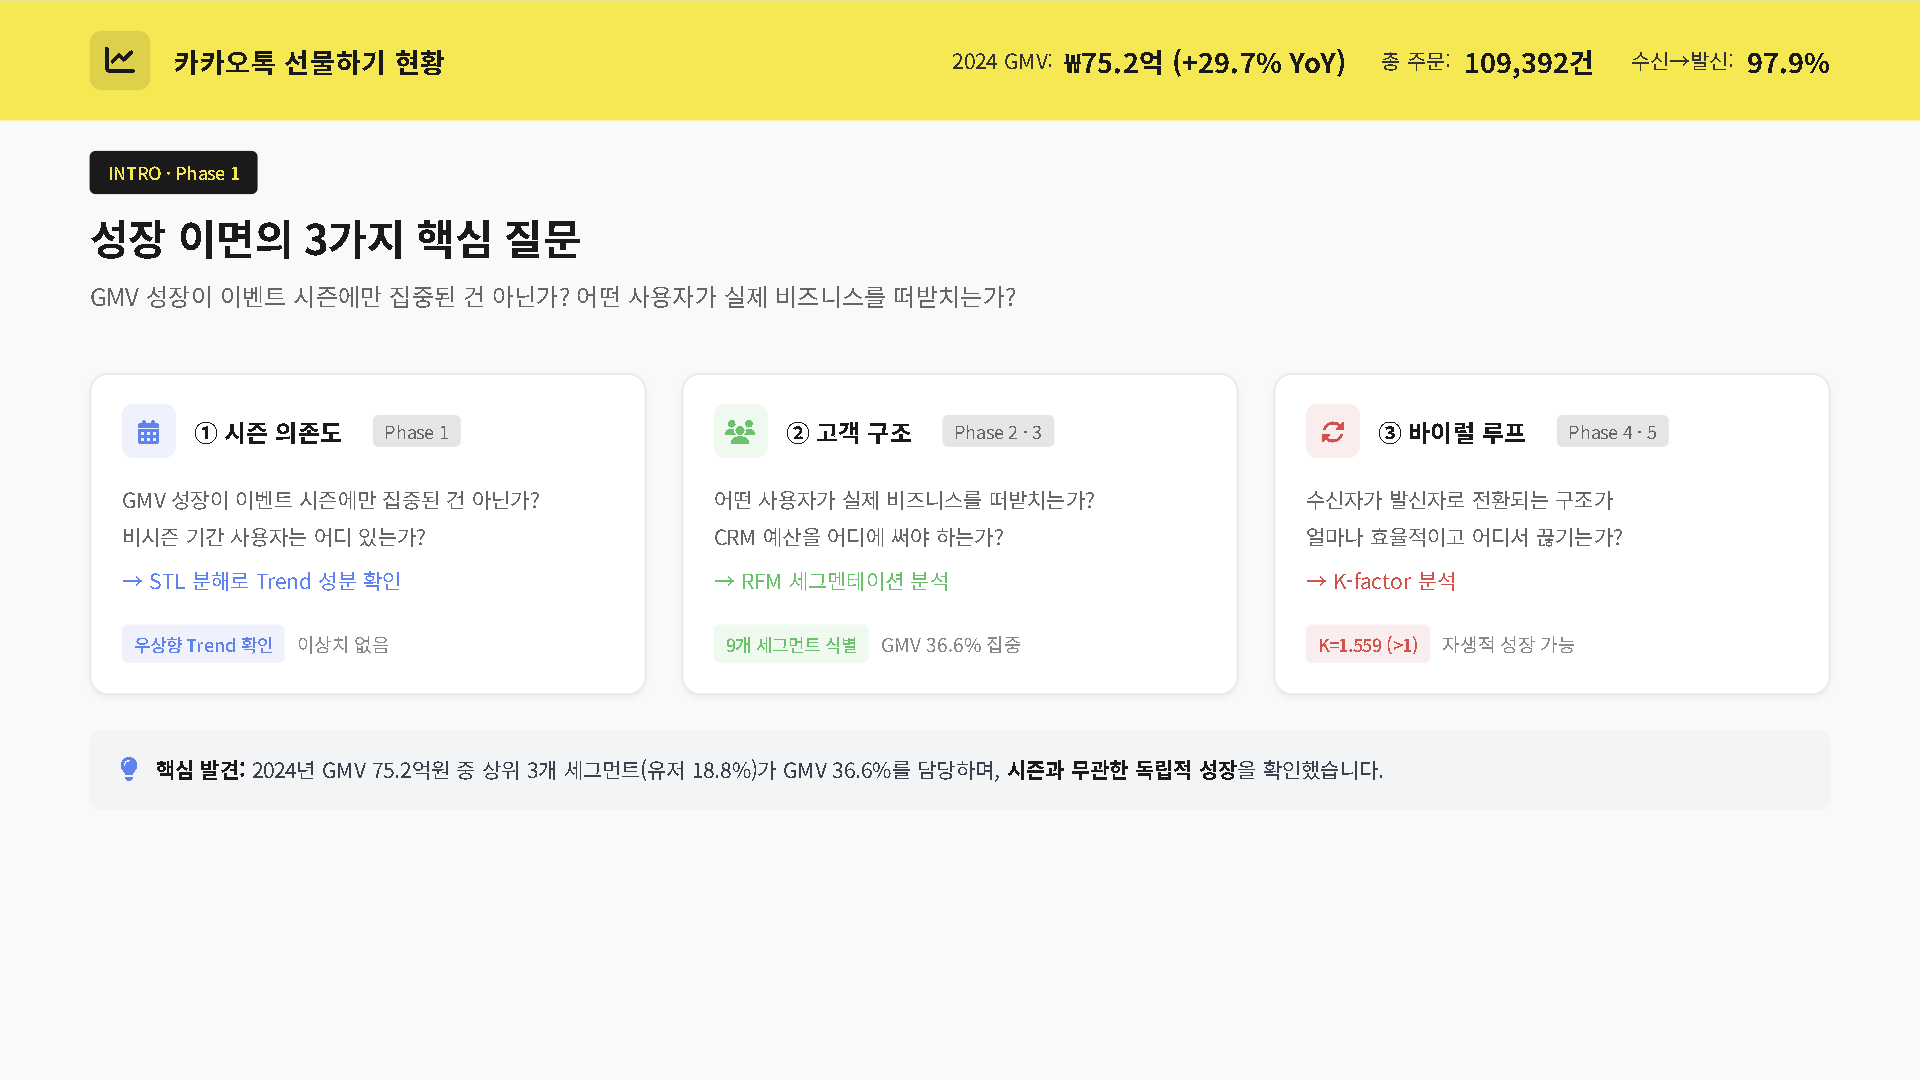 카카오톡 선물하기 현황
2024 GMV: ₩75.2억 (+29.7% YoY) 총 주문: 109,392건 수신→발신: 97.9%
INTRO · Phase 1
성장 이면의 3가지 핵심 질문
GMV 성장이 이벤트 시즌에만 집중된 건 아닌가? 어떤 사용자가 실제 비즈니스를 떠받치는가?
① 시즌 의존도 Phase 1
GMV 성장이 이벤트 시즌에만 집중된 건 아닌가?
비시즌 기간 사용자는 어디 있는가?
→ STL 분해로 Trend 성분 확인
우상향 Trend 확인 이상치 없음
② 고객 구조 Phase 2 · 3
어떤 사용자가 실제 비즈니스를 떠받치는가?
CRM 예산을 어디에 써야 하는가?
→ RFM 세그멘테이션 분석
9개 세그먼트 식별 GMV 36.6% 집중
③ 바이럴 루프 Phase 4 · 5
수신자가 발신자로 전환되는 구조가
얼마나 효율적이고 어디서 끊기는가?
→ K-factor 분석
K=1.559 (>1) 자생적 성장 가능
핵심 발견: 2024년 GMV 75.2억원 중 상위 3개 세그먼트(유저 18.8%)가 GMV 36.6%를 담당하며, 시즌과 무관한 독립적 성장을 확인했습니다.